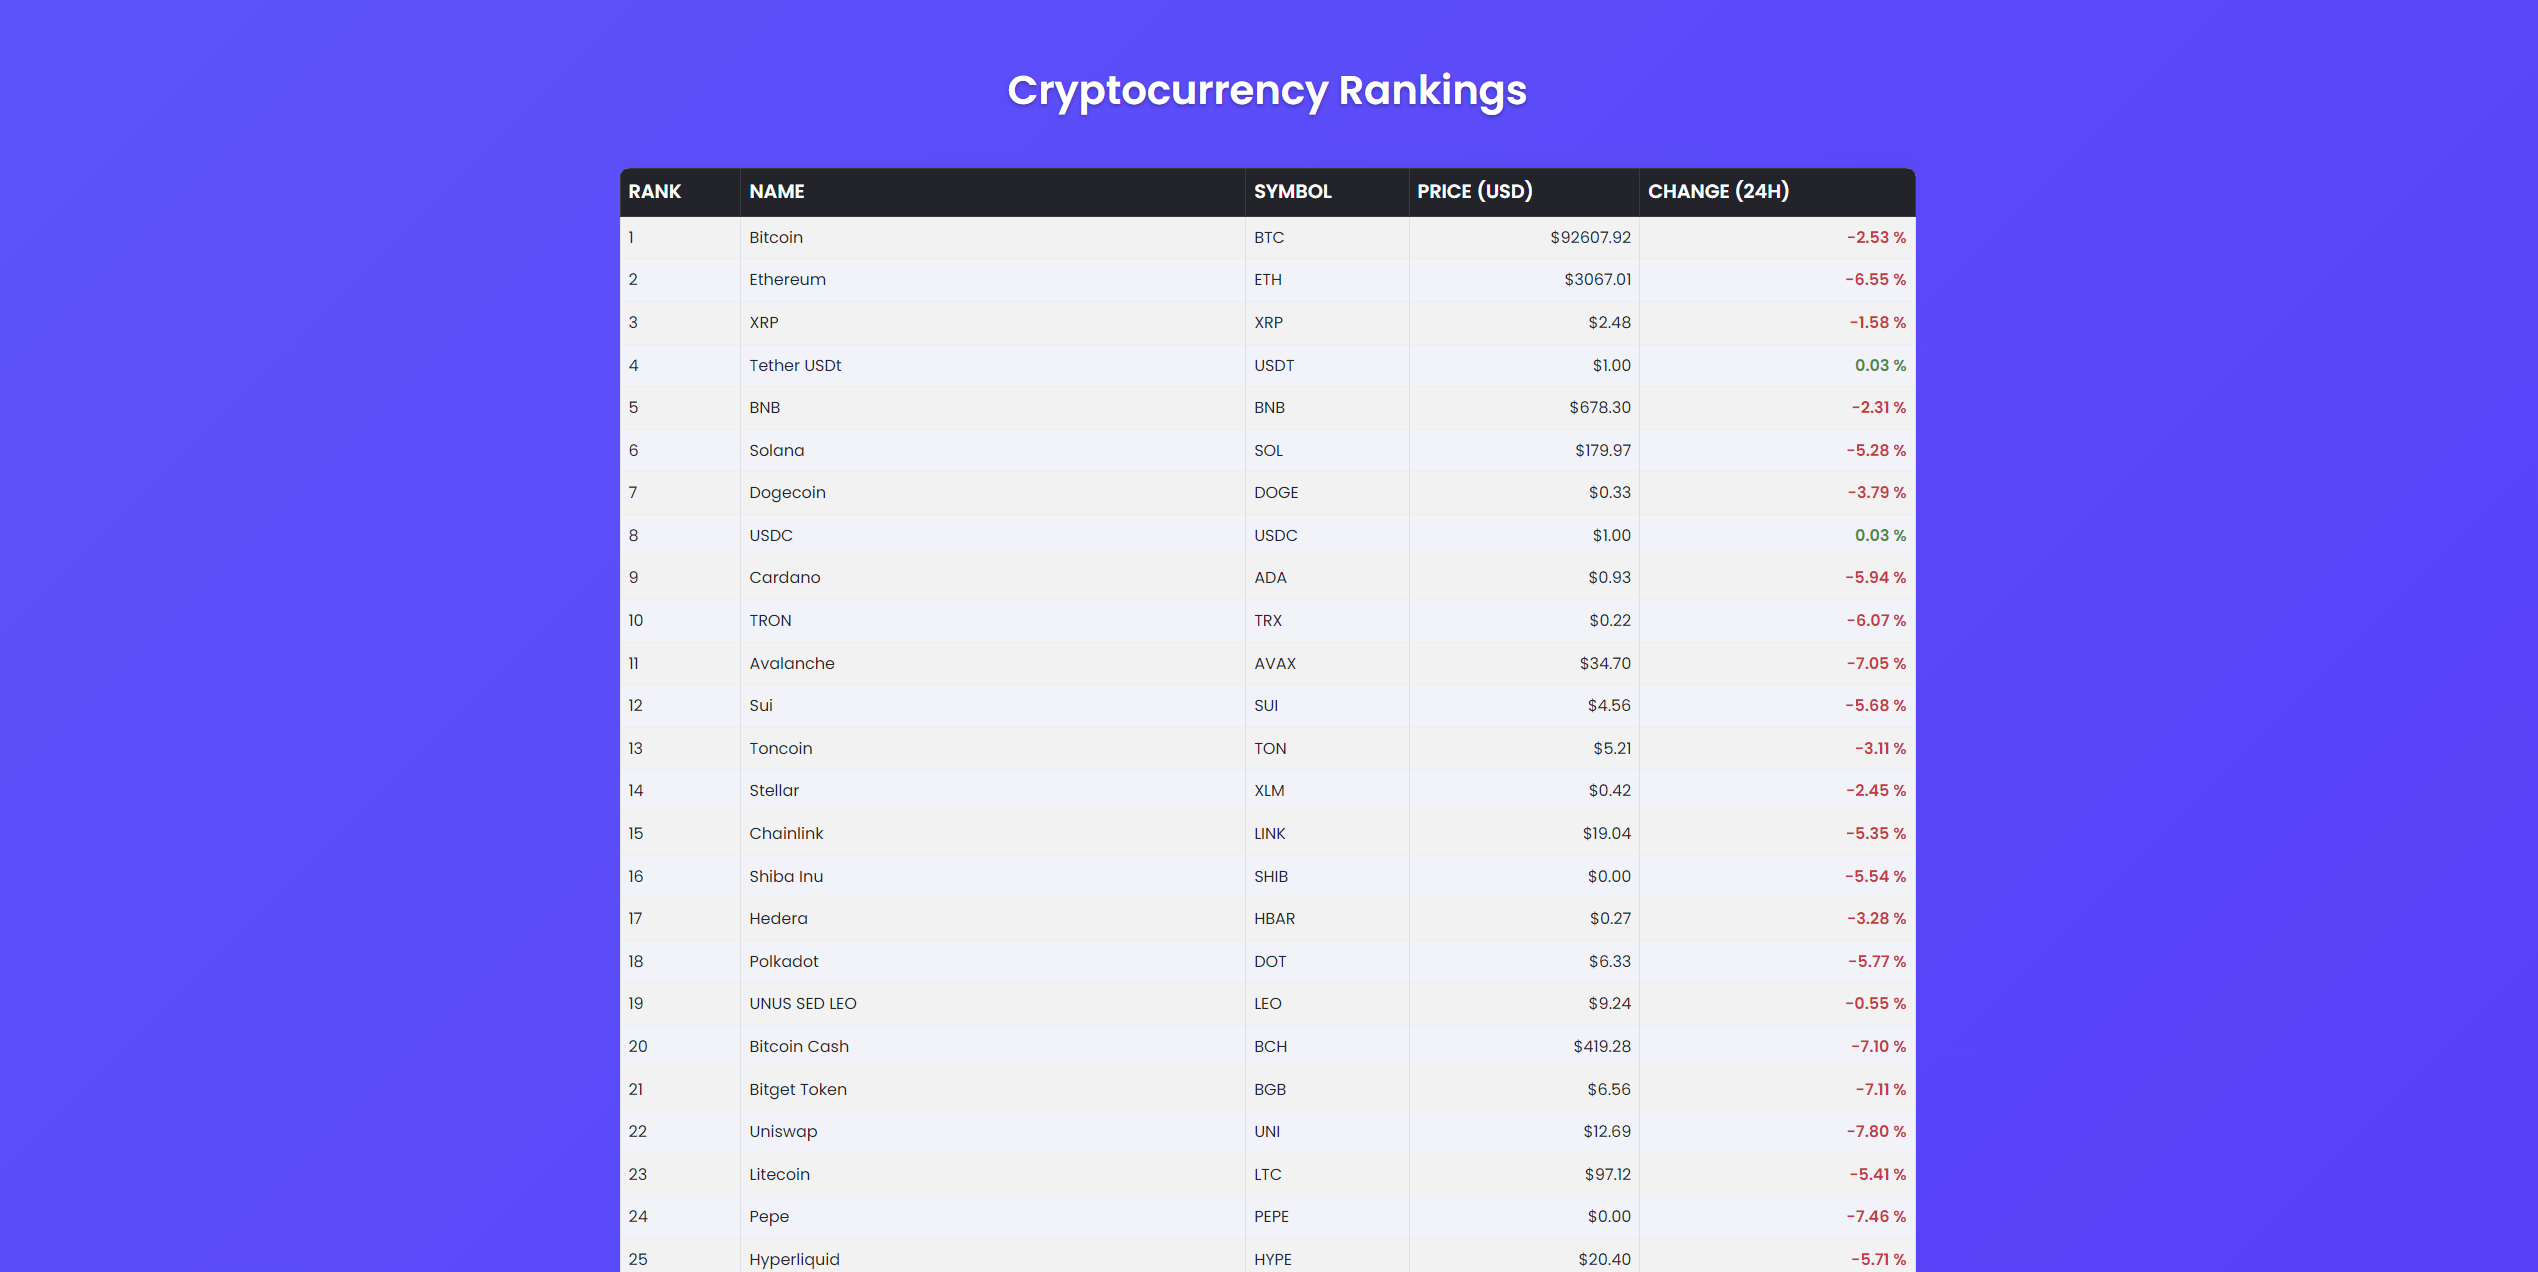 Cryptocurrency Rankings
RANK NAME SYMBOL PRICE (USD) CHANGE (24H)
1 Bitcoin BTC $92607.92 -2.53 %
2 Ethereum ETH $3067.01 -6.55 %
3 XRP XRP $2.48 -1.58 %
4 Tether USDt USDT $1.00 0.03 %
5 BNB BNB $678.30 -2.31 %
6 Solana SOL $179.97 -5.28 %
7 Dogecoin DOGE $0.33 -3.79 %
8 USDC USDC $1.00 0.03 %
9 Cardano ADA $0.93 -5.94 %
10 TRON TRX $0.22 -6.07 %
11 Avalanche AVAX $34.70 -7.05 %
12 Sui SUI $4.56 -5.68 %
13 Toncoin TON $5.21 -3.11 %
14 Stellar XLM $0.42 -2.45 %
15 Chainlink LINK $19.04 -5.35 %
16 Shiba Inu SHIB $0.00 -5.54 %
17 Hedera HBAR $0.27 -3.28 %
18 Polkadot DOT $6.33 -5.77 %
19 UNUS SED LEO LEO $9.24 -0.55 %
20 Bitcoin Cash BCH $419.28 -7.10 %
21 Bitget Token BGB $6.56 -7.11 %
22 Uniswap UNI $12.69 -7.80 %
23 Litecoin LTC $97.12 -5.41 %
24 Pepe PEPE $0.00 -7.46 %
25 Hyperliquid HYPE $20.40 -5.71 %